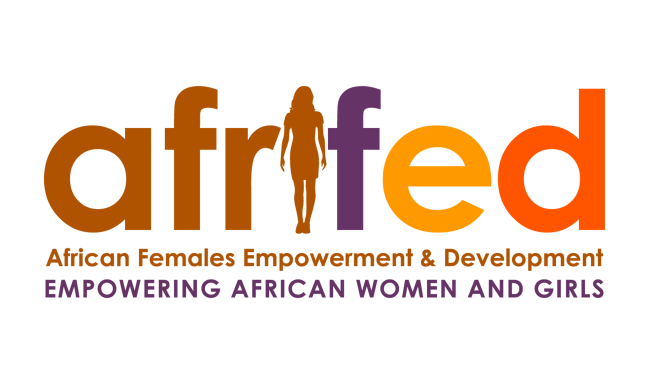 afrifed
African Females Empowerment & Development
EMPOWERING AFRICAN WOMEN AND GIRLS